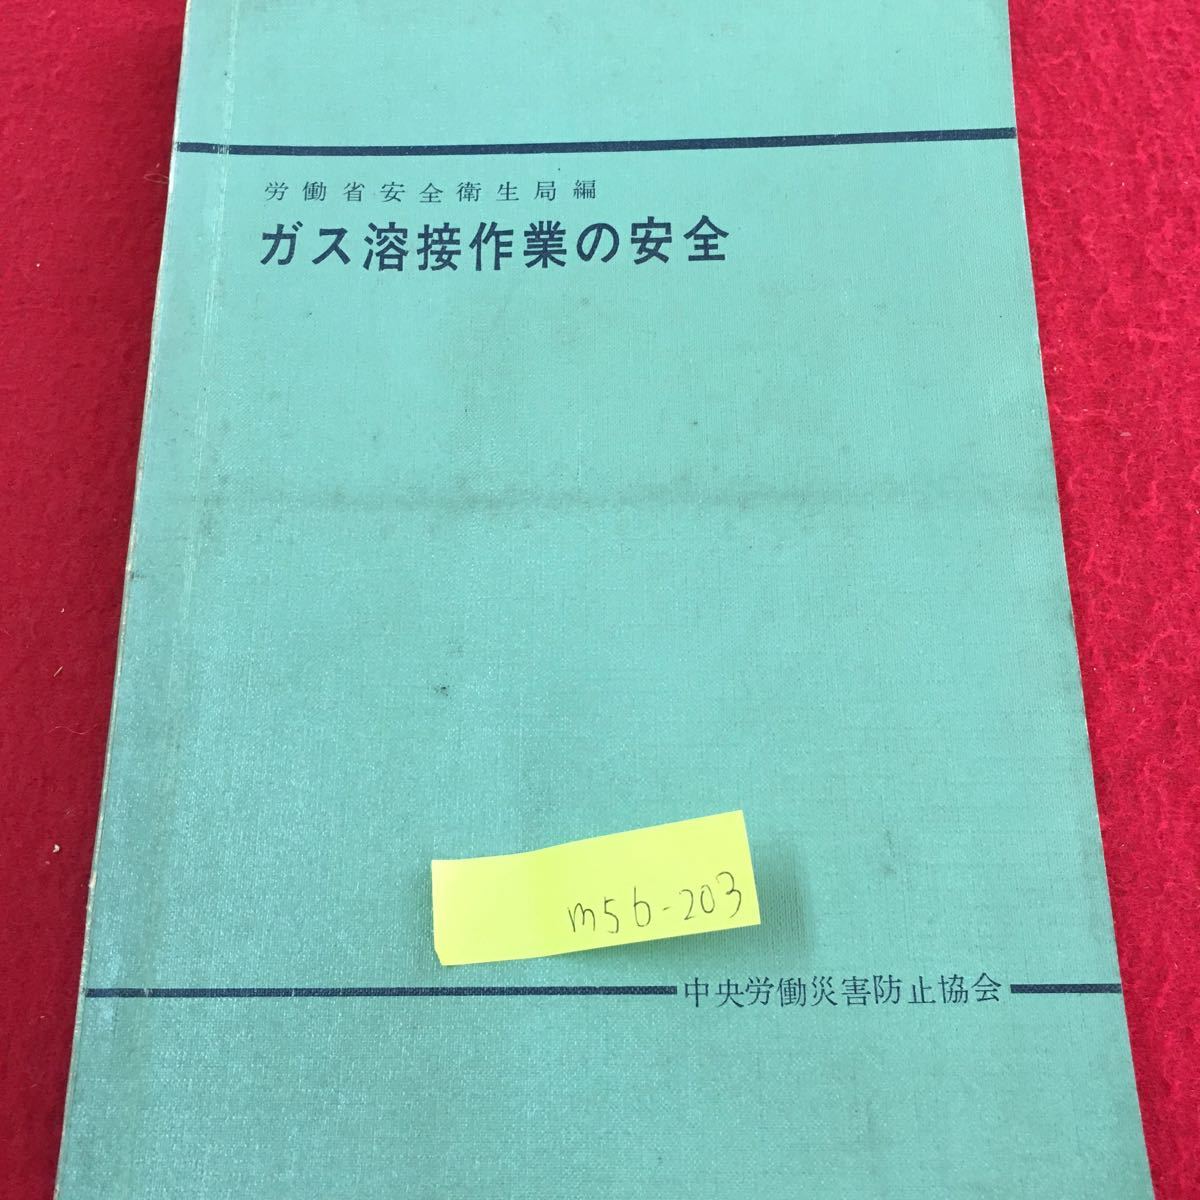 労働省安全衛生局編
ガス溶接作業の安全
m56-203
中央労働災害防止協会